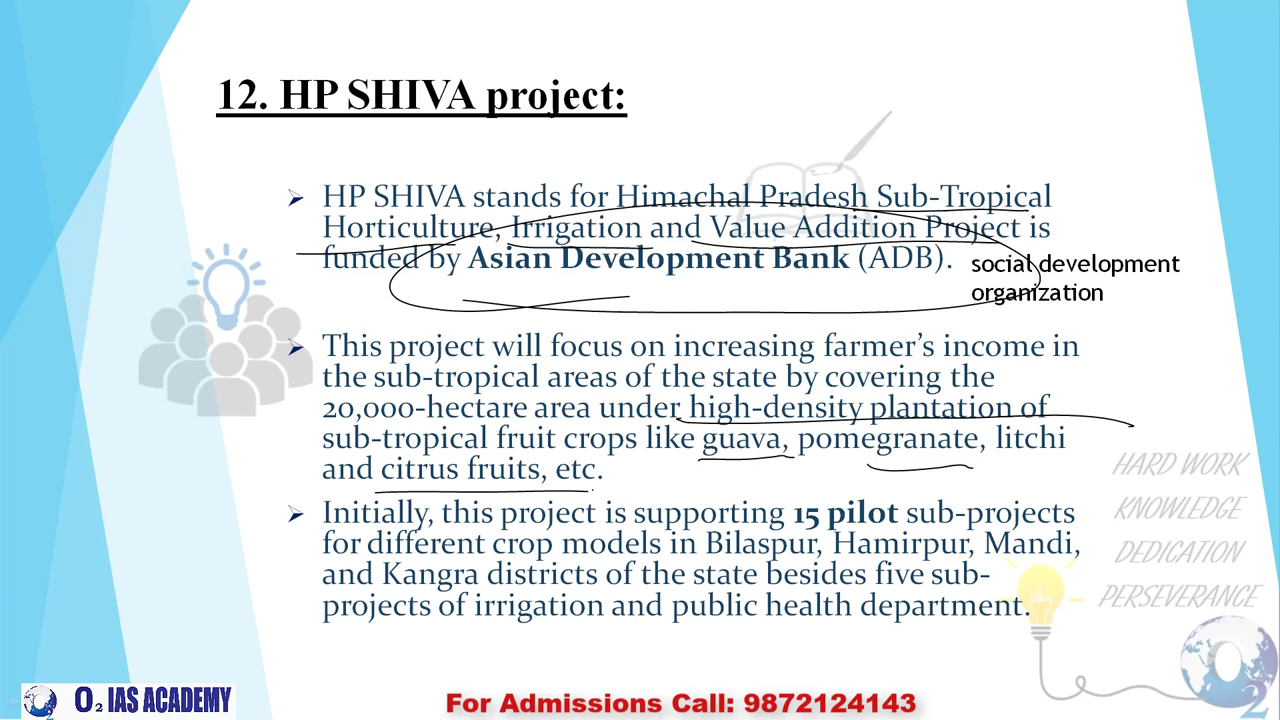 12. HP SHIVA project:
HP SHIVA stands for Himachal Pradesh Sub-Tropical
Horticulture, Irrigation and Value Addition Project is
funded by Asian Development Bank (ADB).
social development
organization
This project will focus on increasing farmer’s income in
the sub-tropical areas of the state by covering the
20,000-hectare area under high-density plantation of
sub-tropical fruit crops like guava, pomegranate, litchi
and citrus fruits, etc.
Initially, this project is supporting 15 pilot sub-projects
for different crop models in Bilaspur, Hamirpur, Mandi,
and Kangra districts of the state besides five sub-
projects of irrigation and public health department.
HARD WORK
KNOWLEDGE
DEDICATION
PERSEVERANCE
O2 IAS ACADEMY
For Admissions Call: 9872124143
O2